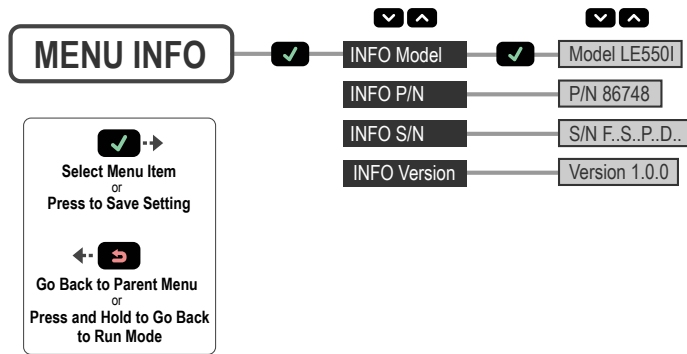 MENU INFO
INFO Model
Model LE550I
INFO P/N
P/N 86748
INFO S/N
S/N F..S..P..D..
INFO Version
Version 1.0.0
Select Menu Item
or
Press to Save Setting
Go Back to Parent Menu
or
Press and Hold to Go Back
to Run Mode